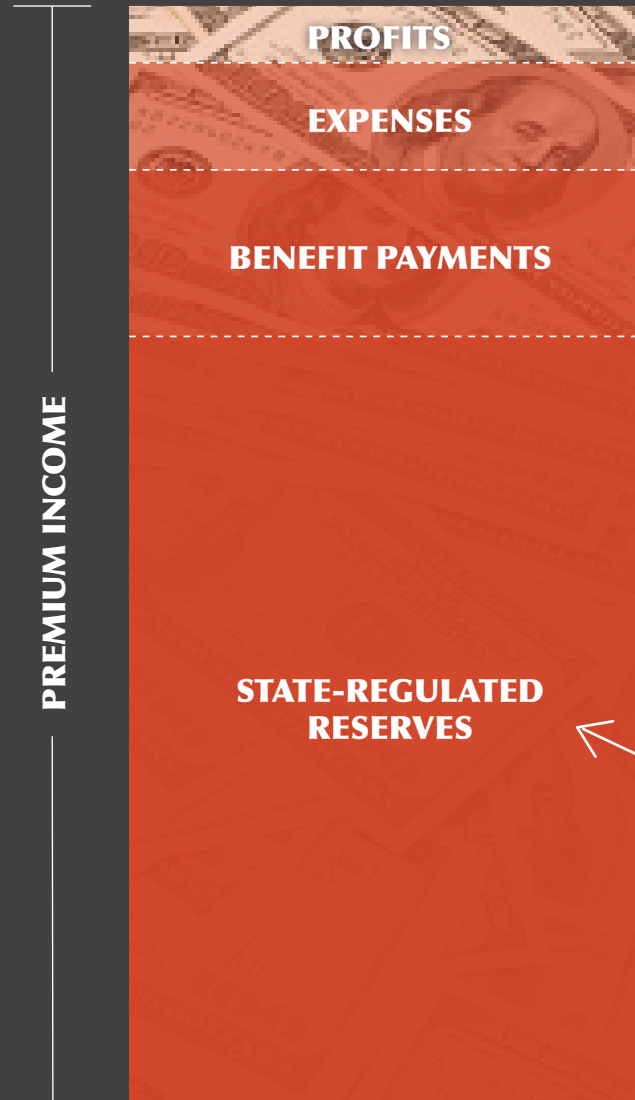 PROFITS
EXPENSES
BENEFIT PAYMENTS
PREMIUM INCOME
STATE-REGULATED
RESERVES